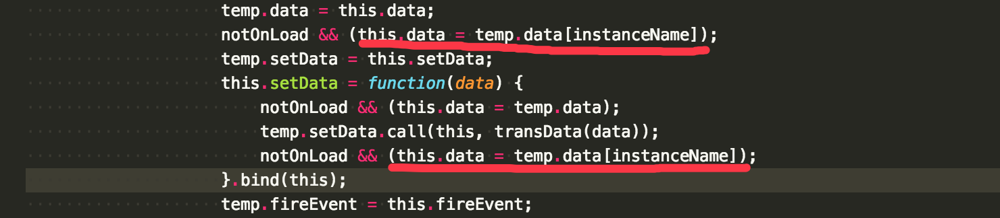 temp.data = this.data;
notOnLoad && (this.data = temp.data[instanceName]);
temp.setData = this.setData;
this.setData = function(data) {
notOnLoad && (this.data = temp.data);
temp.setData.call(this, transData(data));
notOnLoad && (this.data = temp.data[instanceName]);
}.bind(this);
temp.fireEvent = this.fireEvent;